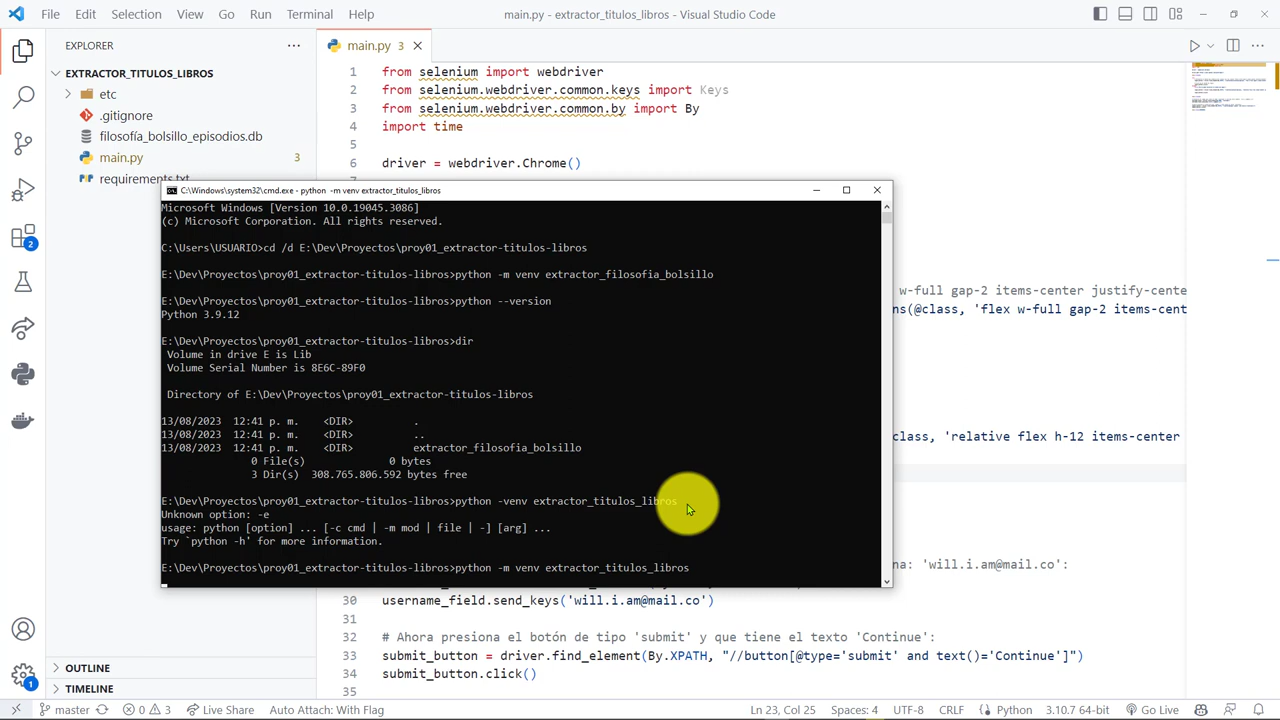 File Edit Selection View Go Run Terminal Help main.py - extractor_titulos_libros - Visual Studio Code
EXPLORER
EXTRACTOR_TITULOS_LIBROS
etc
.ignore
filosofia_bolsillo_episodios.db
main.py 3
requirements.txt
OUTLINE
TIMELINE
2
1
main.py 3
1 from selenium import webdriver
2 from selenium.webdriver.common.keys import Keys
3 from selenium.webdriver.common.by import By
4 import time
5
6 driver = webdriver.Chrome()
w-full gap-2 items-center justify-cente
ns(@class, 'flex w-full gap-2 items-cent
class, 'relative flex h-12 items-center
na: 'will.i.am@mail.co':
30 username_field.send_keys('will.i.am@mail.co')
31
32 # Ahora presiona el botón de tipo 'submit' y que tiene el texto 'Continue':
33 submit_button = driver.find_element(By.XPATH, "//button[@type='submit' and text()='Continue']")
34 submit_button.click()
35
C:\Windows\system32\cmd.exe - python -m venv extractor_titulos_libros
Microsoft Windows [Version 10.0.19045.3086]
(c) Microsoft Corporation. All rights reserved.
C:\Users\USUARIO>cd /d E:\Dev\Proyectos\proy01_extractor-titulos-libros
E:\Dev\Proyectos\proy01_extractor-titulos-libros>python -m venv extractor_filosofia_bolsillo
E:\Dev\Proyectos\proy01_extractor-titulos-libros>python --version
Python 3.9.12
E:\Dev\Proyectos\proy01_extractor-titulos-libros>dir
Volume in drive E is Lib
Volume Serial Number is 8E6C-89F0
Directory of E:\Dev\Proyectos\proy01_extractor-titulos-libros
13/08/2023 12:41 p. m. <DIR> .
13/08/2023 12:41 p. m. <DIR> ..
13/08/2023 12:41 p. m. <DIR> extractor_filosofia_bolsillo
0 File(s) 0 bytes
3 Dir(s) 308.765.806.592 bytes free
E:\Dev\Proyectos\proy01_extractor-titulos-libros>python -venv extractor_titulos_libros
Unknown option: -e
usage: python [option] ... [-c cmd | -m mod | file | -] [arg] ...
Try `python -h' for more information.
E:\Dev\Proyectos\proy01_extractor-titulos-libros>python -m venv extractor_titulos_libros
master 0 3 Live Share Auto Attach: With Flag Ln 23, Col 25 Spaces: 4 UTF-8 CRLF Python 3.10.7 64-bit Go Live